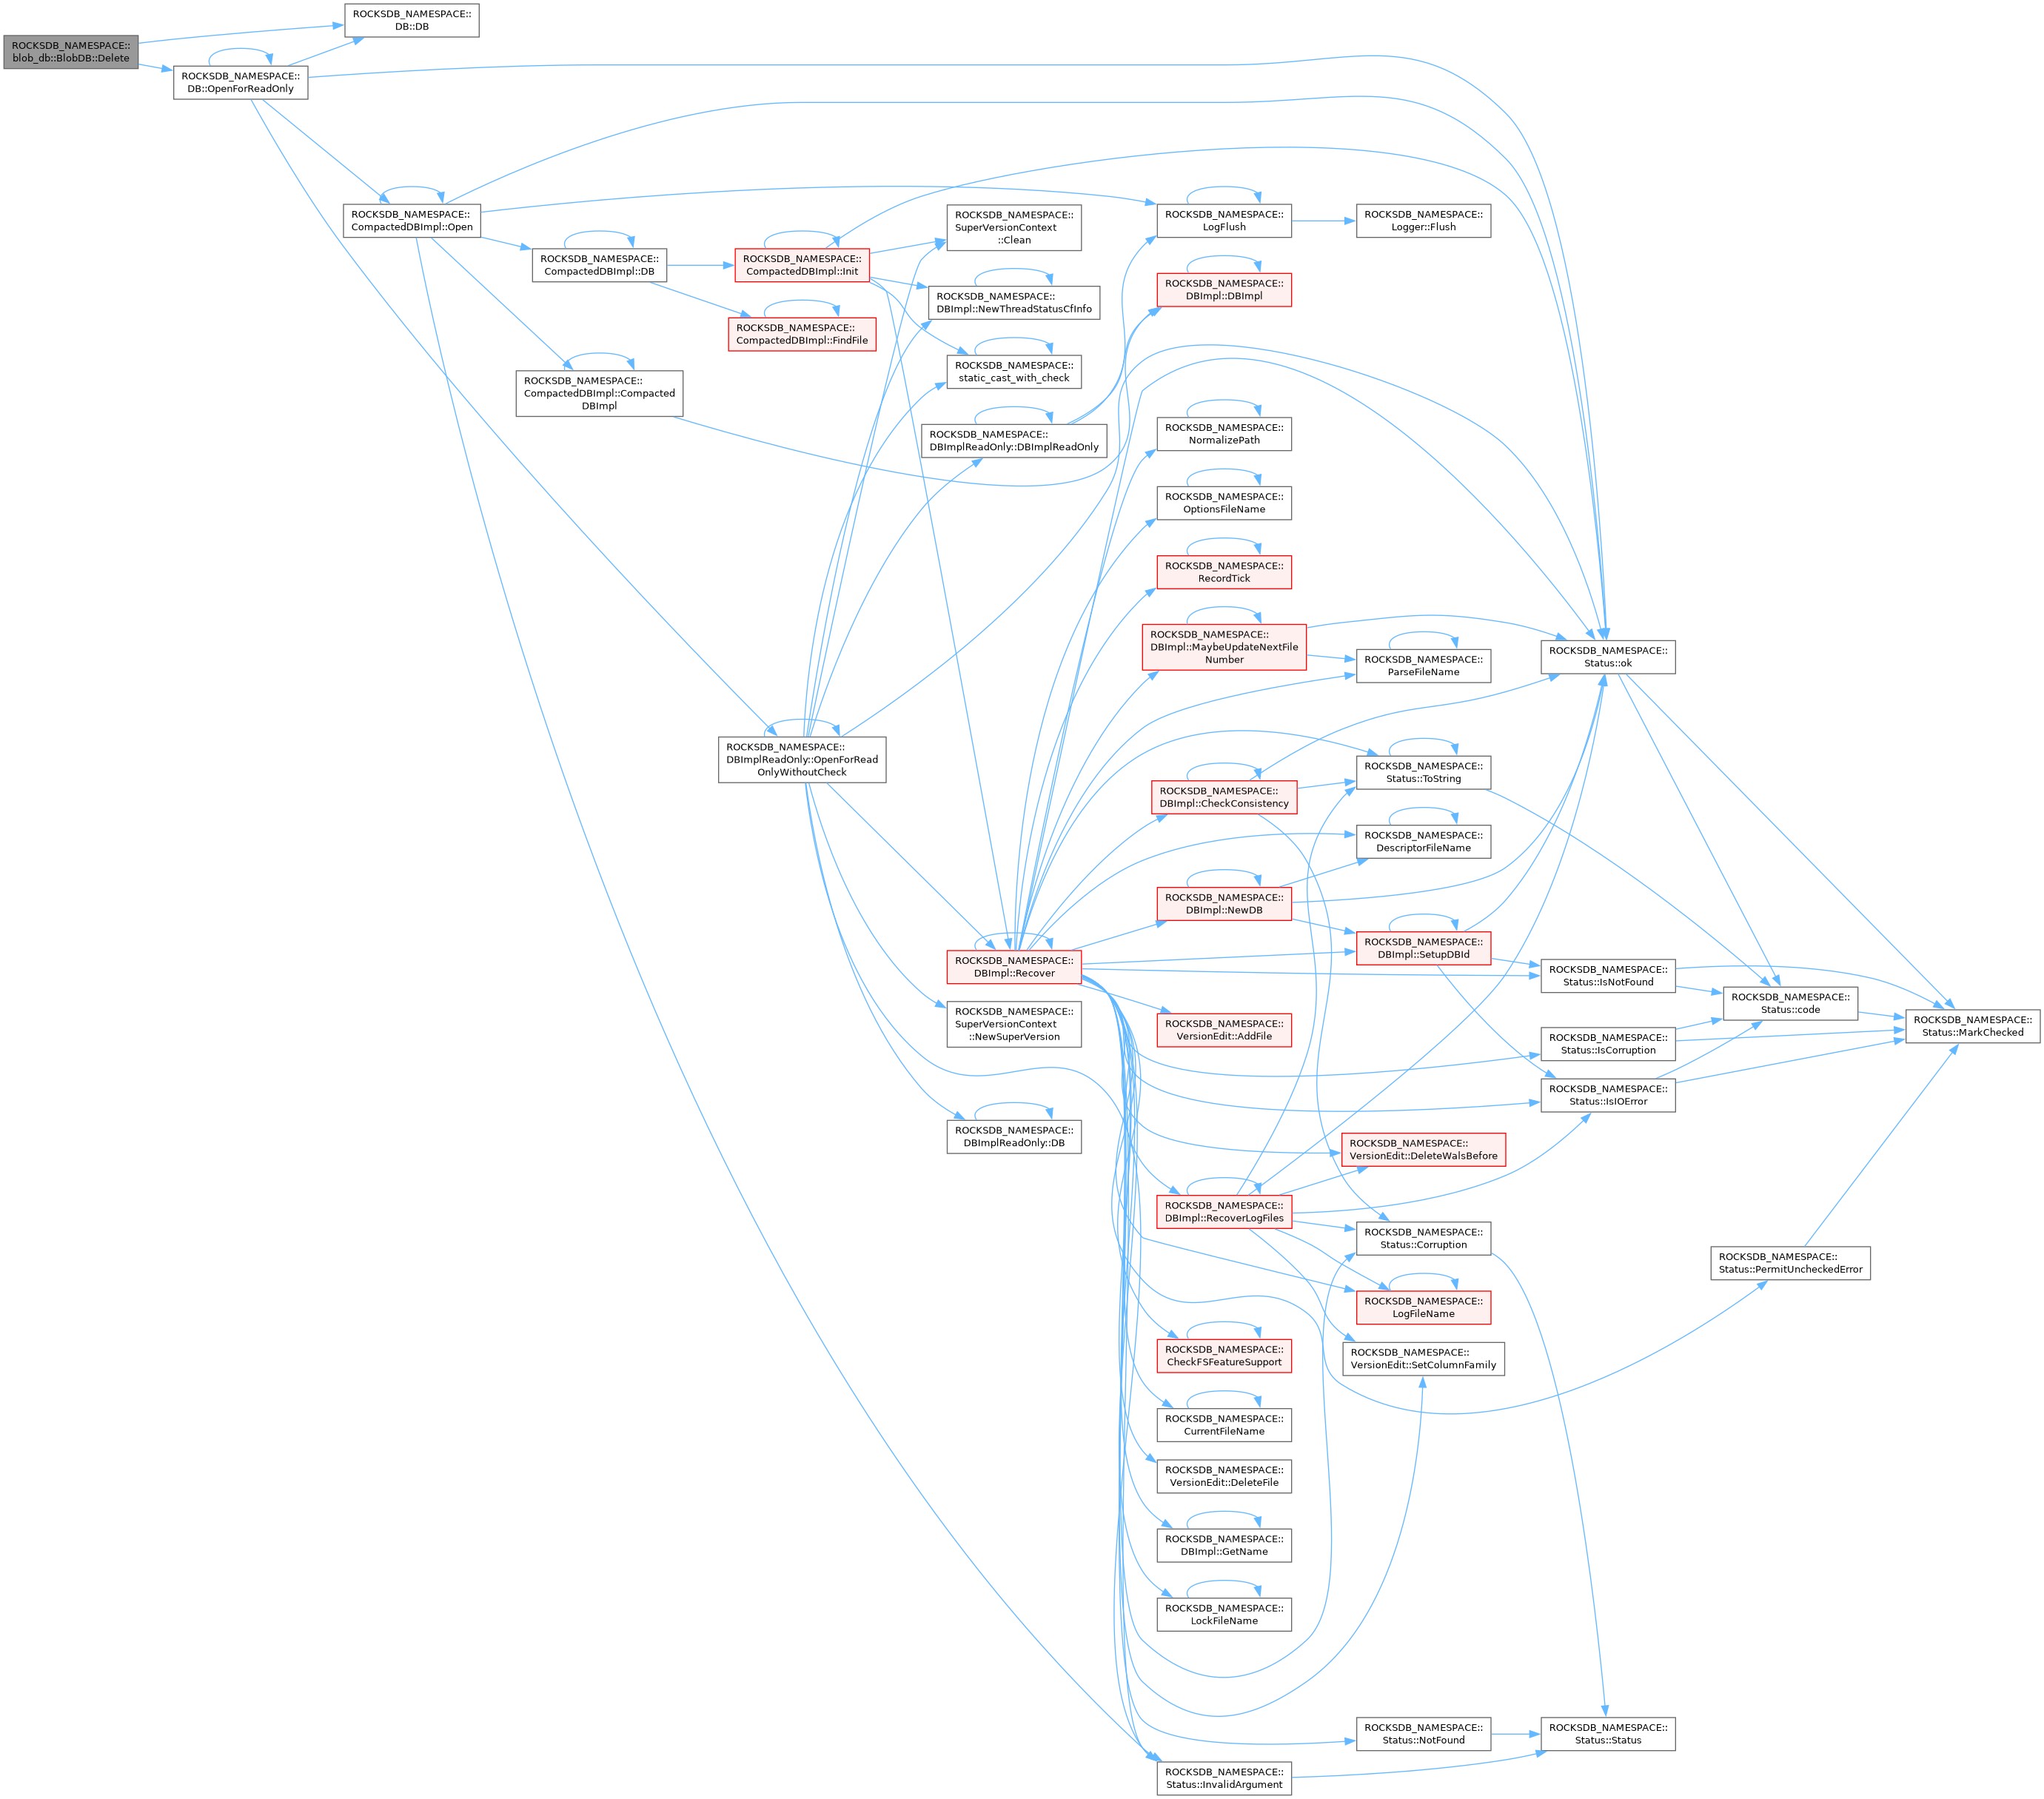 ROCKSDB_NAMESPACE::
blob_db::BlobDB::Delete
ROCKSDB_NAMESPACE::
DB::DB
ROCKSDB_NAMESPACE::
DB::OpenForReadOnly
ROCKSDB_NAMESPACE::
CompactedDBImpl::Open
ROCKSDB_NAMESPACE::
CompactedDBImpl::DB
ROCKSDB_NAMESPACE::
CompactedDBImpl::Compacted
DBImpl
ROCKSDB_NAMESPACE::
CompactedDBImpl::Init
ROCKSDB_NAMESPACE::
CompactedDBImpl::FindFile
ROCKSDB_NAMESPACE::
DBImplReadOnly::OpenForRead
OnlyWithoutCheck
ROCKSDB_NAMESPACE::
SuperVersionContext
::Clean
ROCKSDB_NAMESPACE::
DBImpl::NewThreadStatusCfInfo
ROCKSDB_NAMESPACE::
static_cast_with_check
ROCKSDB_NAMESPACE::
DBImplReadOnly::DBImplReadOnly
ROCKSDB_NAMESPACE::
DBImpl::Recover
ROCKSDB_NAMESPACE::
SuperVersionContext
::NewSuperVersion
ROCKSDB_NAMESPACE::
DBImplReadOnly::DB
ROCKSDB_NAMESPACE::
LogFlush
ROCKSDB_NAMESPACE::
DBImpl::DBImpl
ROCKSDB_NAMESPACE::
NormalizePath
ROCKSDB_NAMESPACE::
OptionsFileName
ROCKSDB_NAMESPACE::
RecordTick
ROCKSDB_NAMESPACE::
DBImpl::MaybeUpdateNextFile
Number
ROCKSDB_NAMESPACE::
DBImpl::CheckConsistency
ROCKSDB_NAMESPACE::
DBImpl::NewDB
ROCKSDB_NAMESPACE::
VersionEdit::AddFile
ROCKSDB_NAMESPACE::
DBImpl::RecoverLogFiles
ROCKSDB_NAMESPACE::
CheckFSFeatureSupport
ROCKSDB_NAMESPACE::
CurrentFileName
ROCKSDB_NAMESPACE::
VersionEdit::DeleteFile
ROCKSDB_NAMESPACE::
DBImpl::GetName
ROCKSDB_NAMESPACE::
LockFileName
ROCKSDB_NAMESPACE::
Status::InvalidArgument
ROCKSDB_NAMESPACE::
Logger::Flush
ROCKSDB_NAMESPACE::
ParseFileName
ROCKSDB_NAMESPACE::
Status::ToString
ROCKSDB_NAMESPACE::
DescriptorFileName
ROCKSDB_NAMESPACE::
DBImpl::SetupDBId
ROCKSDB_NAMESPACE::
VersionEdit::DeleteWalsBefore
ROCKSDB_NAMESPACE::
Status::Corruption
ROCKSDB_NAMESPACE::
LogFileName
ROCKSDB_NAMESPACE::
VersionEdit::SetColumnFamily
ROCKSDB_NAMESPACE::
Status::NotFound
ROCKSDB_NAMESPACE::
Status::ok
ROCKSDB_NAMESPACE::
Status::IsNotFound
ROCKSDB_NAMESPACE::
Status::IsCorruption
ROCKSDB_NAMESPACE::
Status::IsIOError
ROCKSDB_NAMESPACE::
Status::Status
ROCKSDB_NAMESPACE::
Status::code
ROCKSDB_NAMESPACE::
Status::PermitUncheckedError
ROCKSDB_NAMESPACE::
Status::MarkChecked